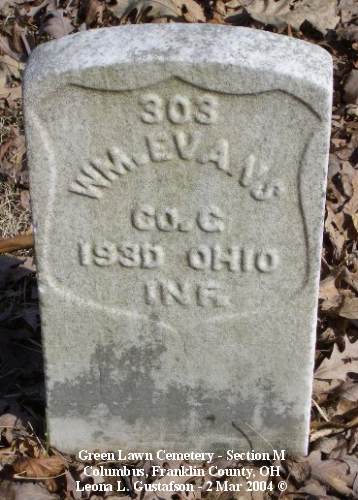 303
WM. EVANS
CO. G
193D OHIO
INF.
Green Lawn Cemetery - Section M
Columbus, Franklin County, OH
Leona L. Gustafson - 2 Mar 2004 ©